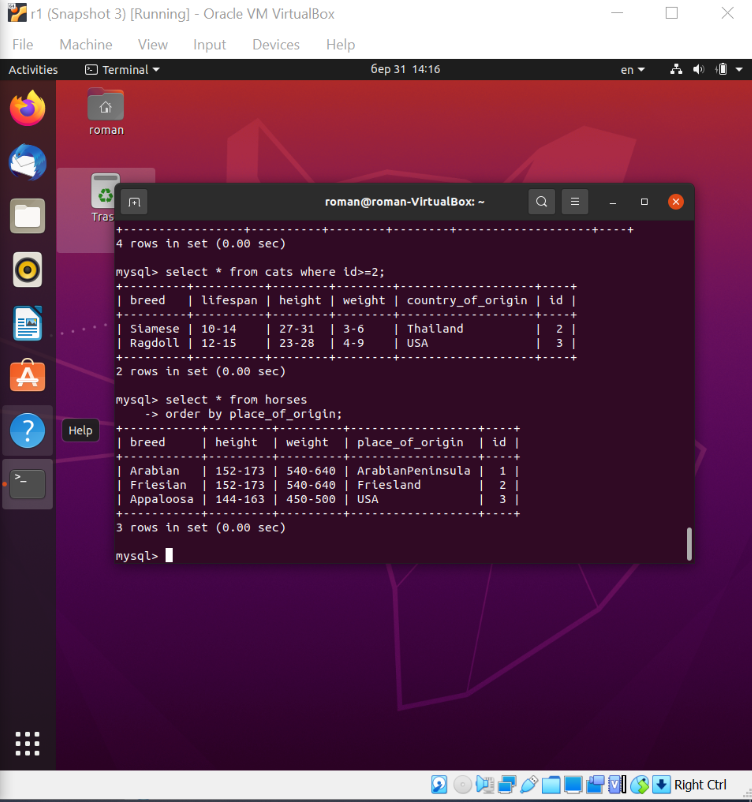 r1 (Snapshot 3) [Running] - Oracle VM VirtualBox
File Machine View Input Devices Help
Activities Terminal бер 31 14:16 en
roman
Tras
roman@roman-VirtualBox: ~
+-----------------+----------+--------+--------+-------------------+----+
4 rows in set (0.00 sec)
mysql> select * from cats where id>=2;
+---------+----------+--------+--------+-------------------+----+
| breed   | lifespan | height | weight | country_of_origin | id |
+---------+----------+--------+--------+-------------------+----+
| Siamese | 10-14    | 27-31  | 3-6    | Thailand          |  2 |
| Ragdoll | 12-15    | 23-28  | 4-9    | USA               |  3 |
+---------+----------+--------+--------+-------------------+----+
2 rows in set (0.00 sec)
mysql> select * from horses
    -> order by place_of_origin;
+-----------+---------+---------+------------------+----+
| breed     | height  | weight  | place_of_origin  | id |
+-----------+---------+---------+------------------+----+
| Arabian   | 152-173 | 540-640 | ArabianPeninsula |  1 |
| Friesian  | 152-173 | 540-640 | Friesland        |  2 |
| Appaloosa | 144-163 | 450-500 | USA              |  3 |
+-----------+---------+---------+------------------+----+
3 rows in set (0.00 sec)
mysql>
Help
Right Ctrl